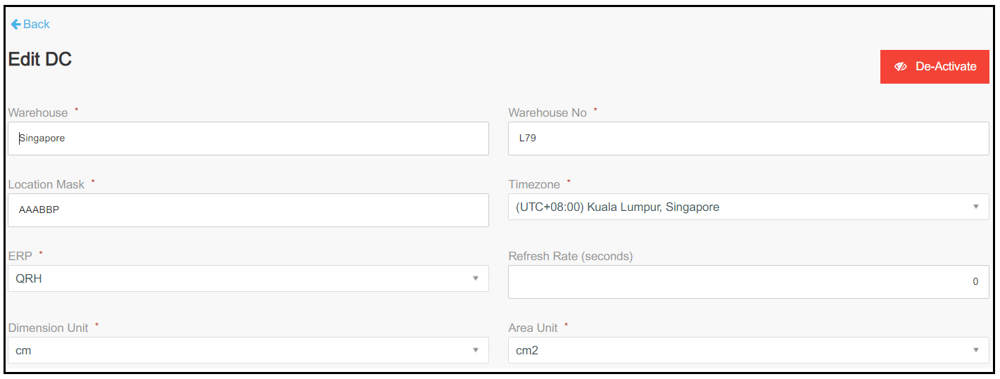 Back
Edit DC
De-Activate
Warehouse *
Warehouse No *
Singapore
L79
Location Mask *
Timezone *
AAABBP
(UTC+08:00) Kuala Lumpur, Singapore
ERP *
Refresh Rate (seconds)
QRH
0
Dimension Unit *
Area Unit *
cm
cm2